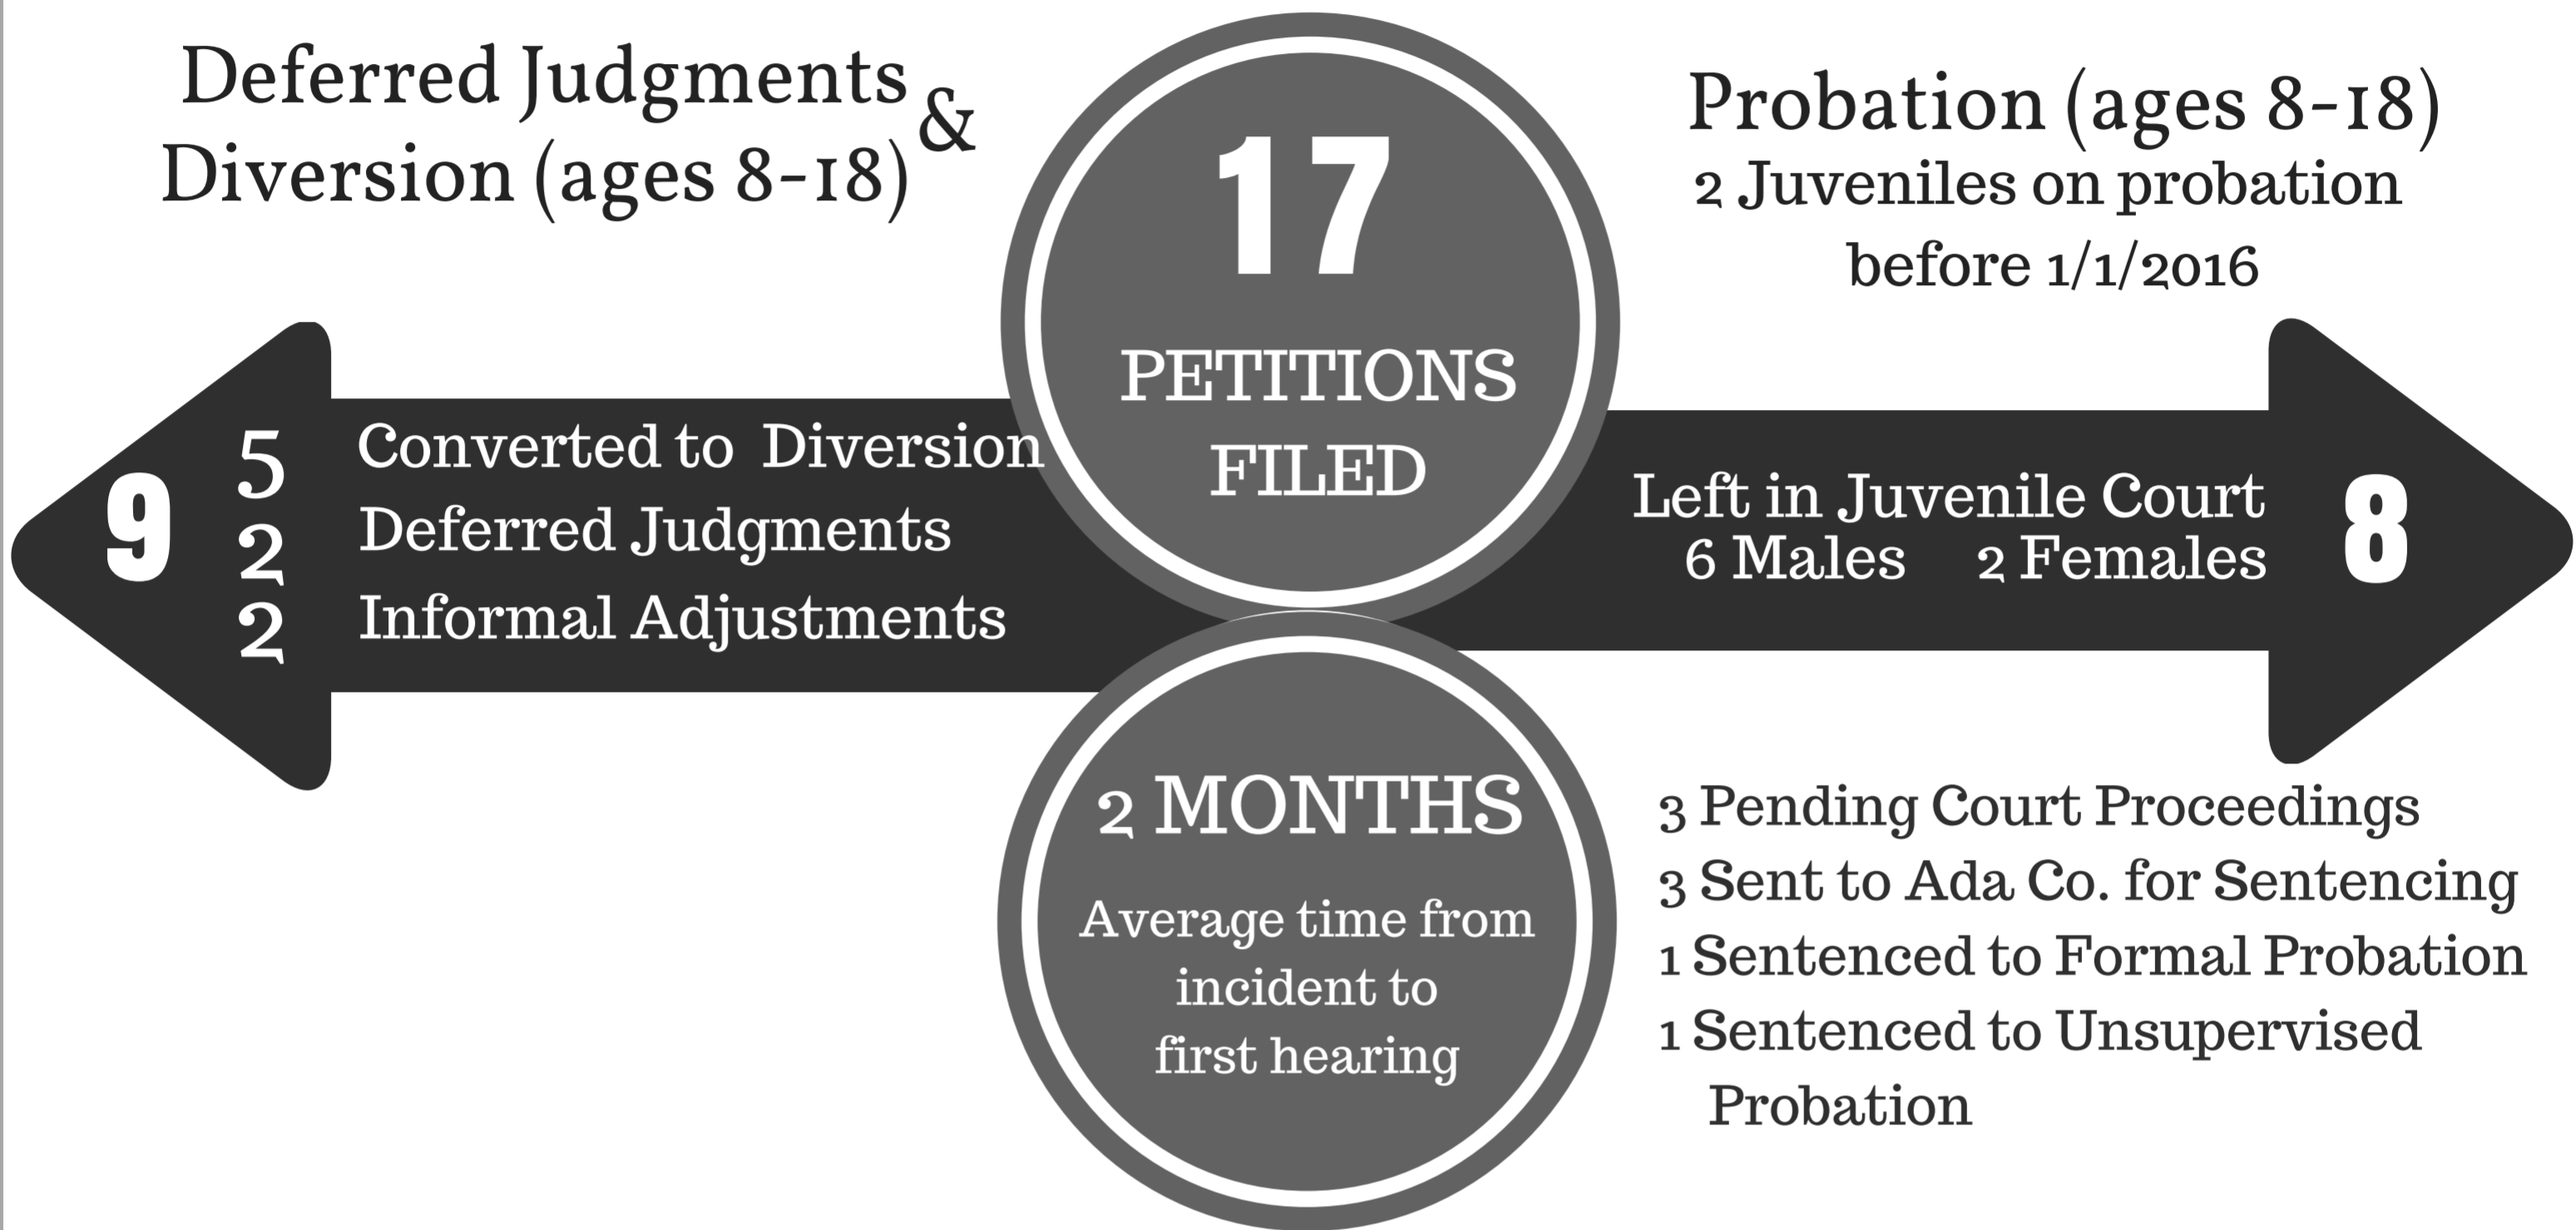 Deferred Judgments &
Diversion (ages 8-18)
17
PETITIONS
FILED
Probation (ages 8-18)
2 Juveniles on probation
before 1/1/2016
9
5 Converted to Diversion
2 Deferred Judgments
2 Informal Adjustments
Left in Juvenile Court
6 Males 2 Females
8
2 MONTHS
Average time from
incident to
first hearing
3 Pending Court Proceedings
3 Sent to Ada Co. for Sentencing
1 Sentenced to Formal Probation
1 Sentenced to Unsupervised
Probation